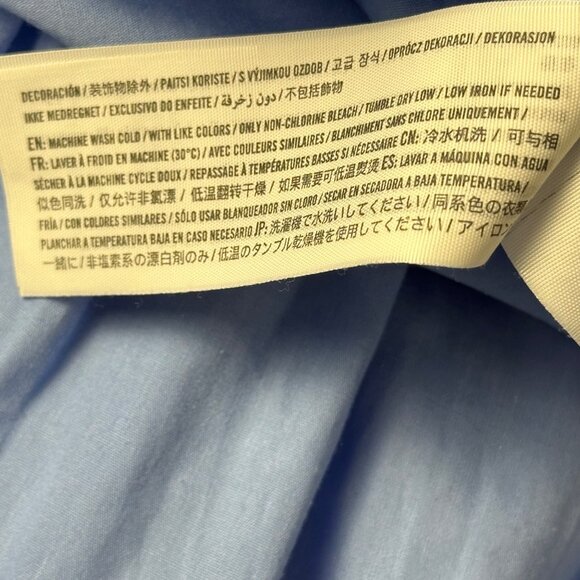 DECORACIÓN / 装饰物除外 / PAITSI KORISTE / S VÝJIMKOU OZDOB / 고급 장식 / OPRÓCZ DEKORACJI / DEKORASJON
IKKE MEDREGNET / EXCLUSIVO DO ENFEITE / دون زخرفة / 不包括飾物
EN: MACHINE WASH COLD / WITH LIKE COLORS / ONLY NON-CHLORINE BLEACH / TUMBLE DRY LOW / LOW IRON IF NEEDED
FR: LAVER À FROID EN MACHINE (30°C) / AVEC COULEURS SIMILAIRES / BLANCHIMENT SANS CHLORE UNIQUEMENT /
SÉCHER À LA MACHINE CYCLE DOUX / REPASSAGE À TEMPÉRATURES BASSES SI NÉCESSAIRE CN: 冷水机洗 / 可与相
似色同洗 / 仅允许非氯漂 / 低温翻转干燥 / 如果需要可低温熨烫 ES: LAVAR A MÁQUINA CON AGUA
FRÍA / CON COLORES SIMILARES / SÓLO USAR BLANQUEADOR SIN CLORO / SECAR EN SECADORA A BAJA TEMPERATURA /
PLANCHAR A TEMPERATURA BAJA EN CASO NECESARIO JP: 洗濯機で水洗いしてください / 同系色の衣類
一緒に / 非塩素系の漂白剤のみ / 低温のタンブル乾燥機を使用してください / アイロン